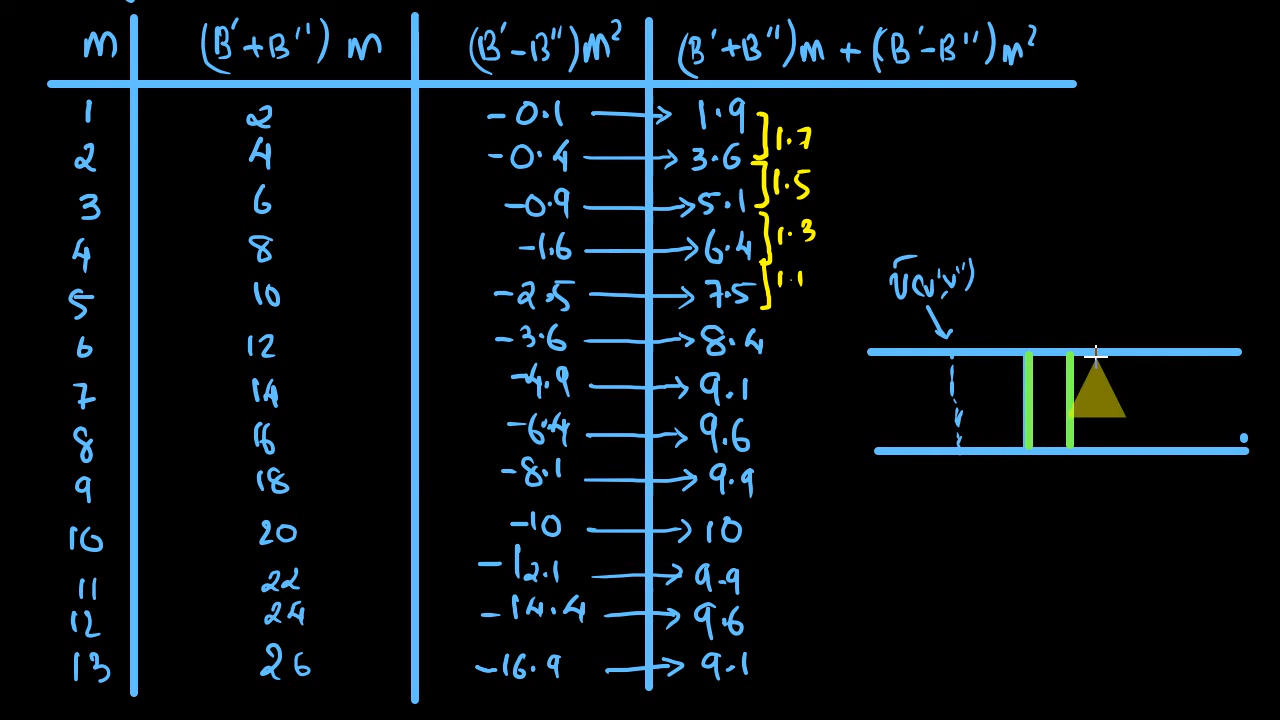 m (B′+B″) m (B′−B″)m² (B′+B″)m + (B′−B″)m²
1 2 −0.1 → 1.9
1.7
2 4 −0.4 → 3.6
1.5
3 6 −0.9 → 5.1
1.3
4 8 −1.6 → 6.4
1.1
5 10 −2.5 → 7.5
6 12 −3.6 → 8.4
7 14 −4.9 → 9.1
8 16 −6.4 → 9.6
9 18 −8.1 → 9.9
10 20 −10 → 10
11 22 −12.1 → 9.9
12 24 −14.4 → 9.6
13 26 −16.9 → 9.1
ν̄(v′,v″)